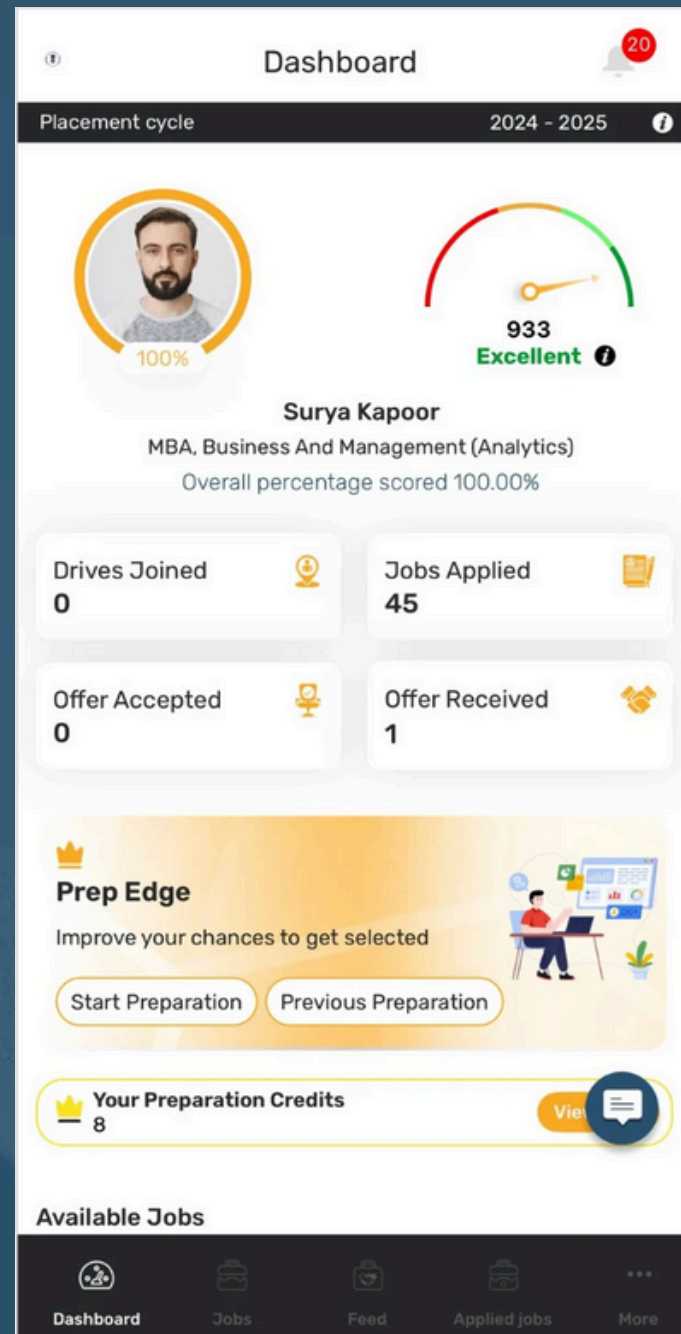 Dashboard
20
Placement cycle 2024 - 2025
100%
933
Excellent
Surya Kapoor
MBA, Business And Management (Analytics)
Overall percentage scored 100.00%
Drives Joined
0
Jobs Applied
45
Offer Accepted
0
Offer Received
1
Prep Edge
Improve your chances to get selected
Start Preparation Previous Preparation
Your Preparation Credits
8
Available Jobs
Dashboard Jobs Feed Applied jobs More